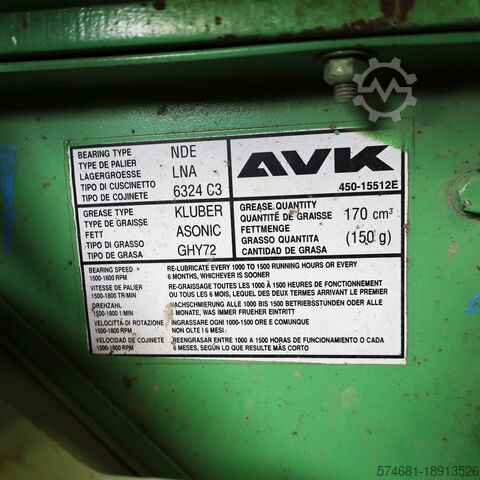 BEARING TYPE NDE
TYPE DE PALIER
LAGERGROESSE LNA
TIPO DI CUSCINETTO
TIPO DE COJINETE 6324 C3
AVK
450-15512E
GREASE TYPE KLUBER
TYPE DE GRAISSE
FETT ASONIC
TIPO DI GRASSO
TIPO DE GRASA GHY72
GREASE QUANTITY
QUANTITÉ DE GRAISSE 170 cm³
FETTMENGE
GRASSO QUANTITA (150 g)
CANTIDAD DE GRASA
BEARING SPEED
1500-1800 RPM
RE-LUBRICATE EVERY 1000 TO 1500 RUNNING HOURS OR EVERY
6 MONTHS, WHICHEVER IS SOONER
VITESSE DE PALIER
1500-1800 TR/MIN
RE-GRAISSAGE TOUTES LES 1000 À 1500 HEURES DE FONCTIONNEMENT
OU TOUS LES 6 MOIS, LEQUEL DES DEUX TERMES ARRIVANT LE PREMIER
DREHZAHL
1500-1800 1/MIN
NACHSCHMIERUNG ALLE 1000 BIS 1500 BETRIEBSSTUNDEN ODER ALLE
MONATE, WAS IMMER FRUEHER EINTRIFFT
VELOCITTÁ DI ROTAZIONE
1500-1800 RPM
INGRASSARE OGNI 1000-1500 ORE E COMUNQUE
NON OLTE I 6 MESI
VELOCIDAD DE COJINETE
1500-1800 RPM
REENGRASAR ENTRE 1000 A 1500 HORAS DE FUNCIONAMIENTO O CADA
6 MESES, SEGÚN LO QUE RESULTE MÁS CORTO
574681-18913526